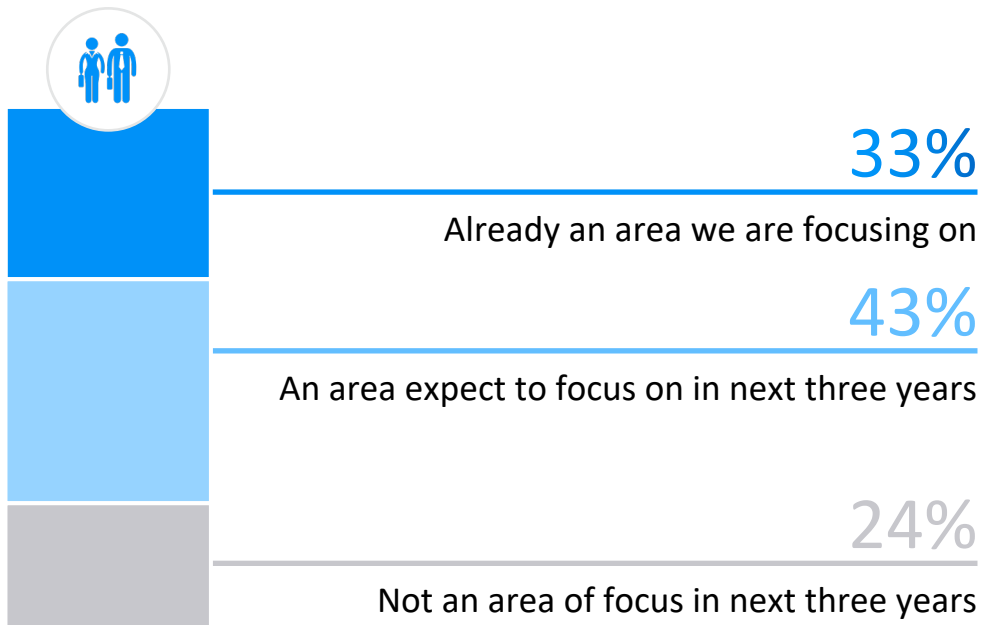 33%
Already an area we are focusing on
43%
An area expect to focus on in next three years
24%
Not an area of focus in next three years